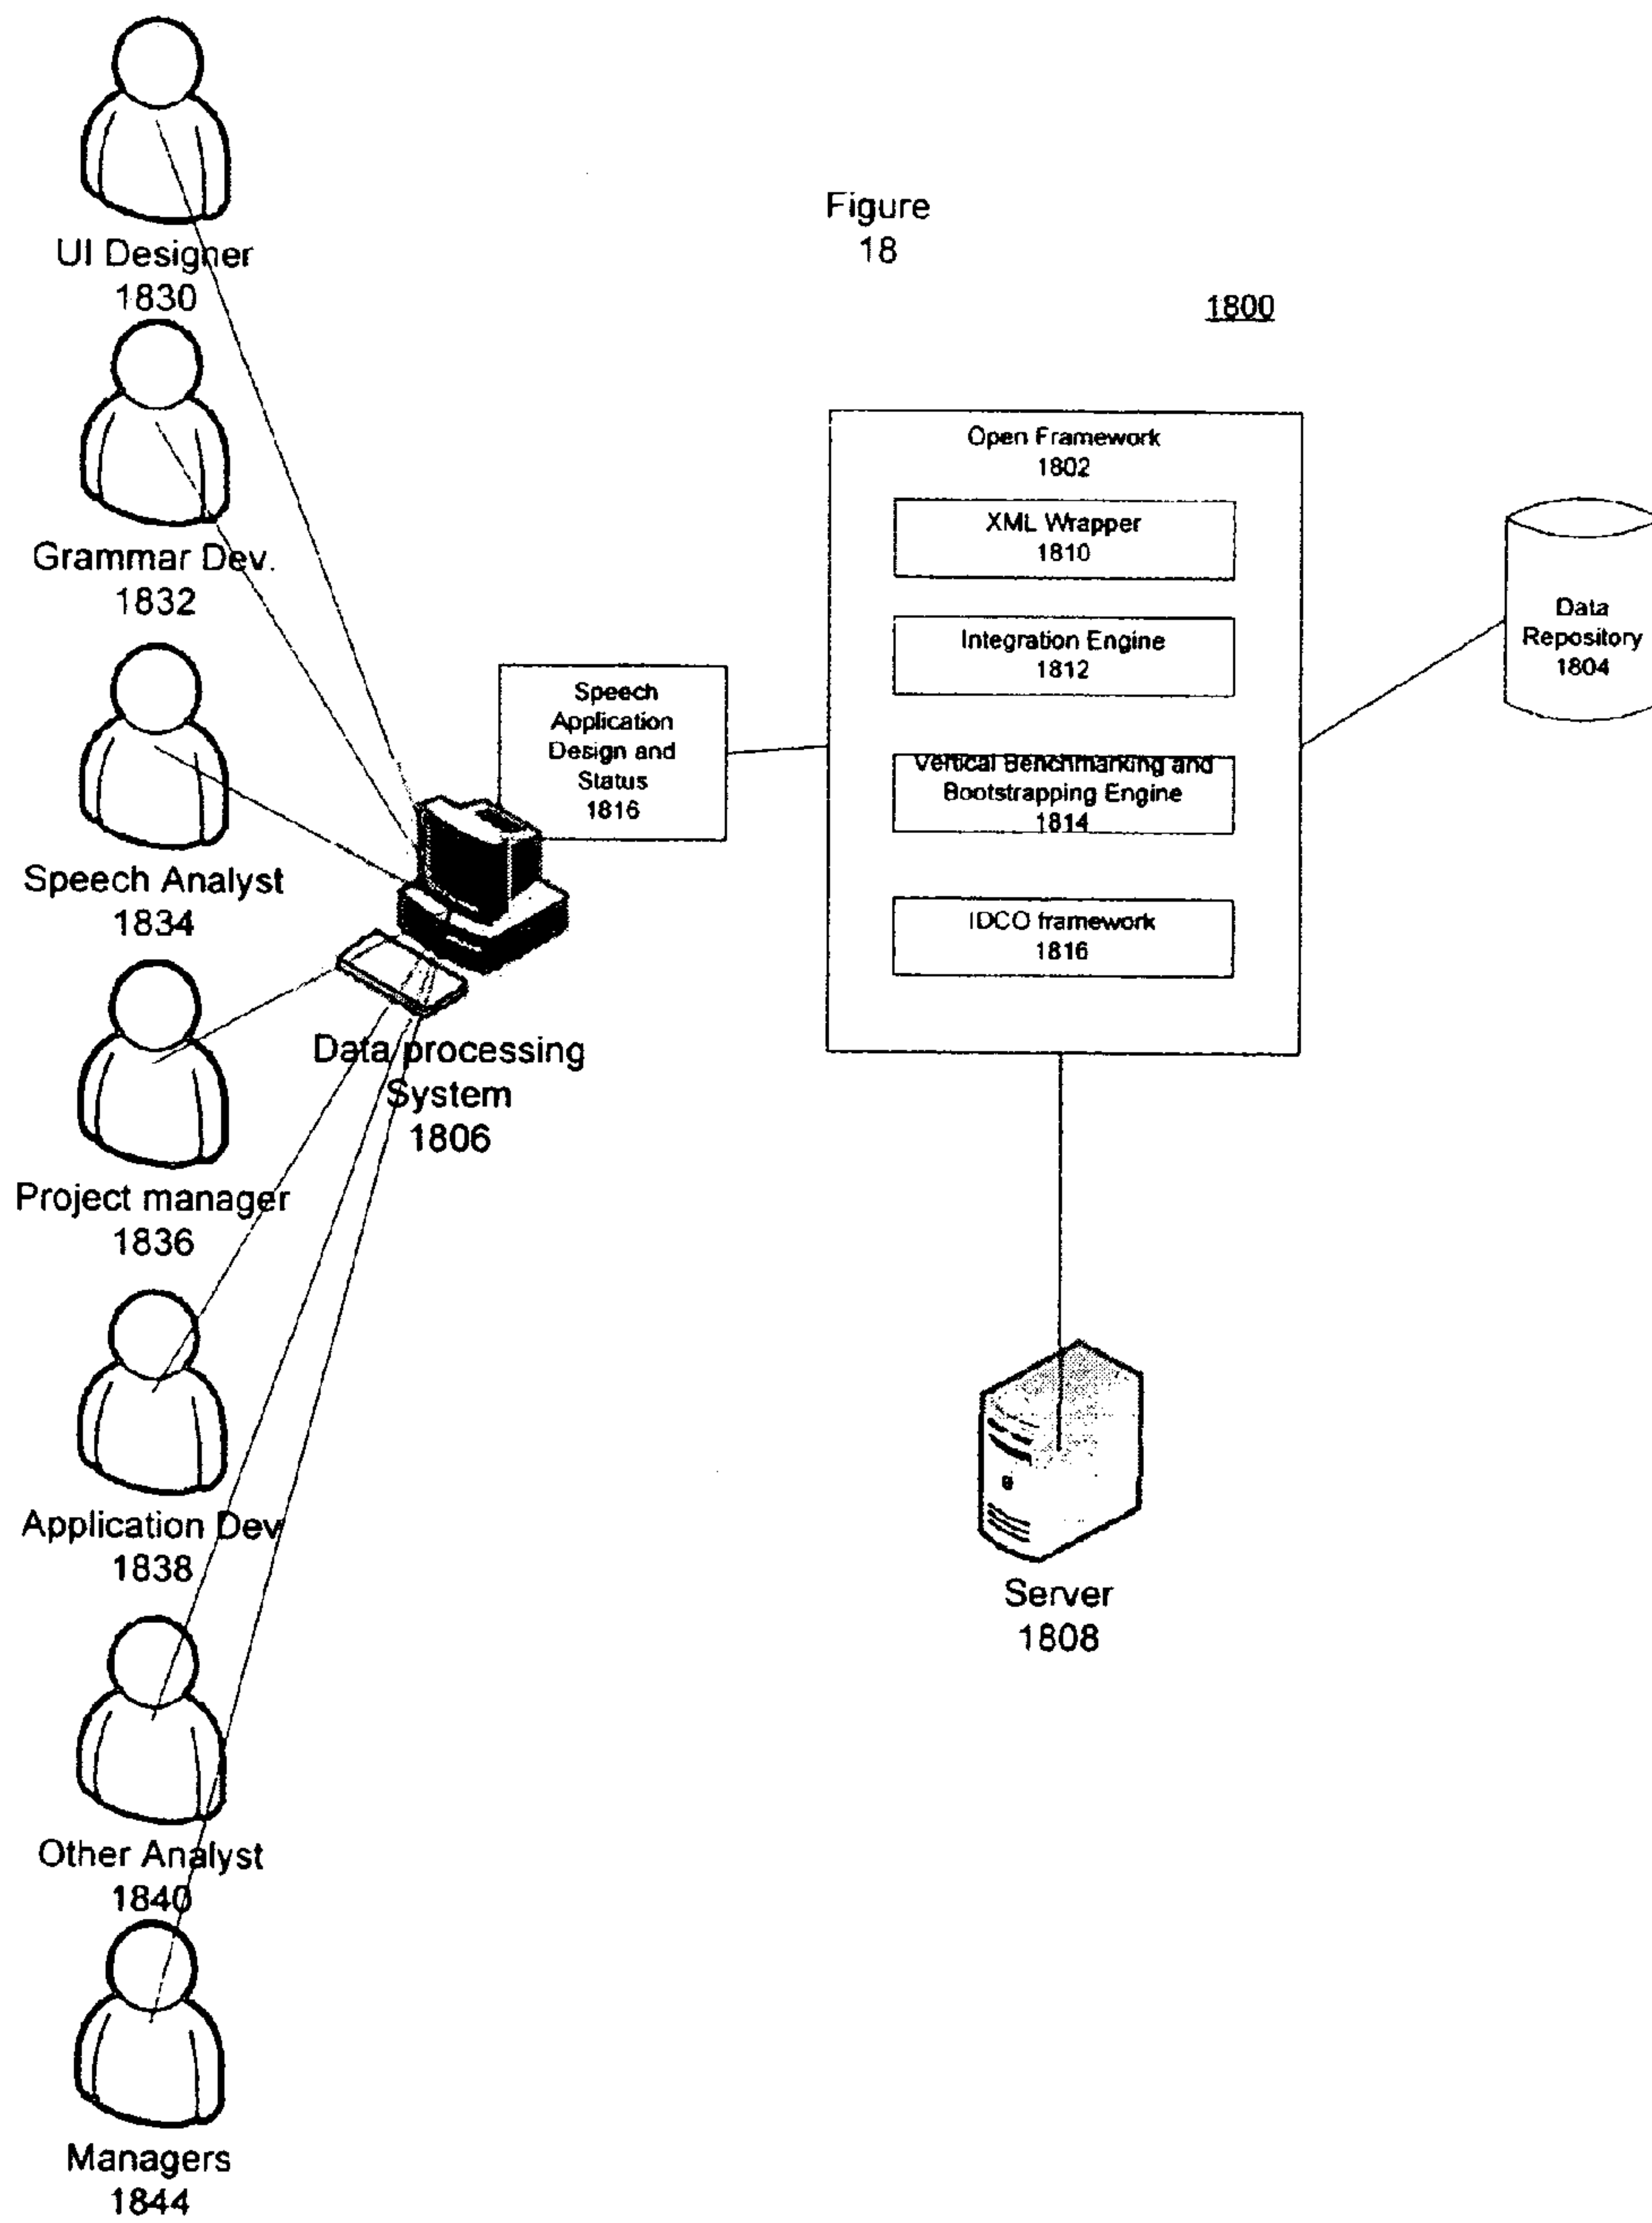 Figure
18
1800
UI Designer
1830
Grammar Dev.
1832
Speech Analyst
1834
Project manager
1836
Application Dev
1838
Other Analyst
1840
Managers
1844
Data processing
System
1806
Speech
Application
Design and
Status
1816
Open Framework
1802
XML Wrapper
1810
Integration Engine
1812
Vertical Benchmarking and
Bootstrapping Engine
1814
IDCO framework
1816
Data
Repository
1804
Server
1808